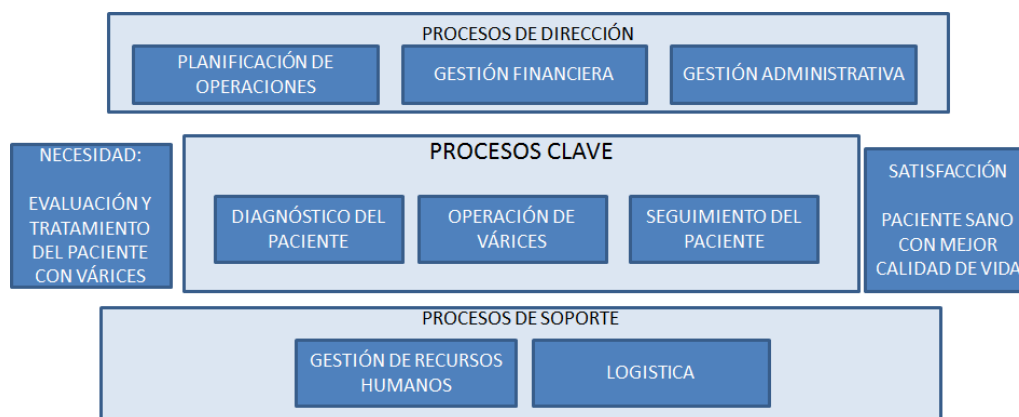 PROCESOS DE DIRECCIÓN
PLANIFICACIÓN DE
OPERACIONES
GESTIÓN FINANCIERA
GESTIÓN ADMINISTRATIVA
NECESIDAD:
EVALUACIÓN Y
TRATAMIENTO
DEL PACIENTE
CON VÁRICES
PROCESOS CLAVE
DIAGNÓSTICO DEL
PACIENTE
OPERACIÓN DE
VÁRICES
SEGUIMIENTO DEL
PACIENTE
SATISFACCIÓN
PACIENTE SANO
CON MEJOR
CALIDAD DE VIDA
PROCESOS DE SOPORTE
GESTIÓN DE RECURSOS
HUMANOS
LOGISTICA